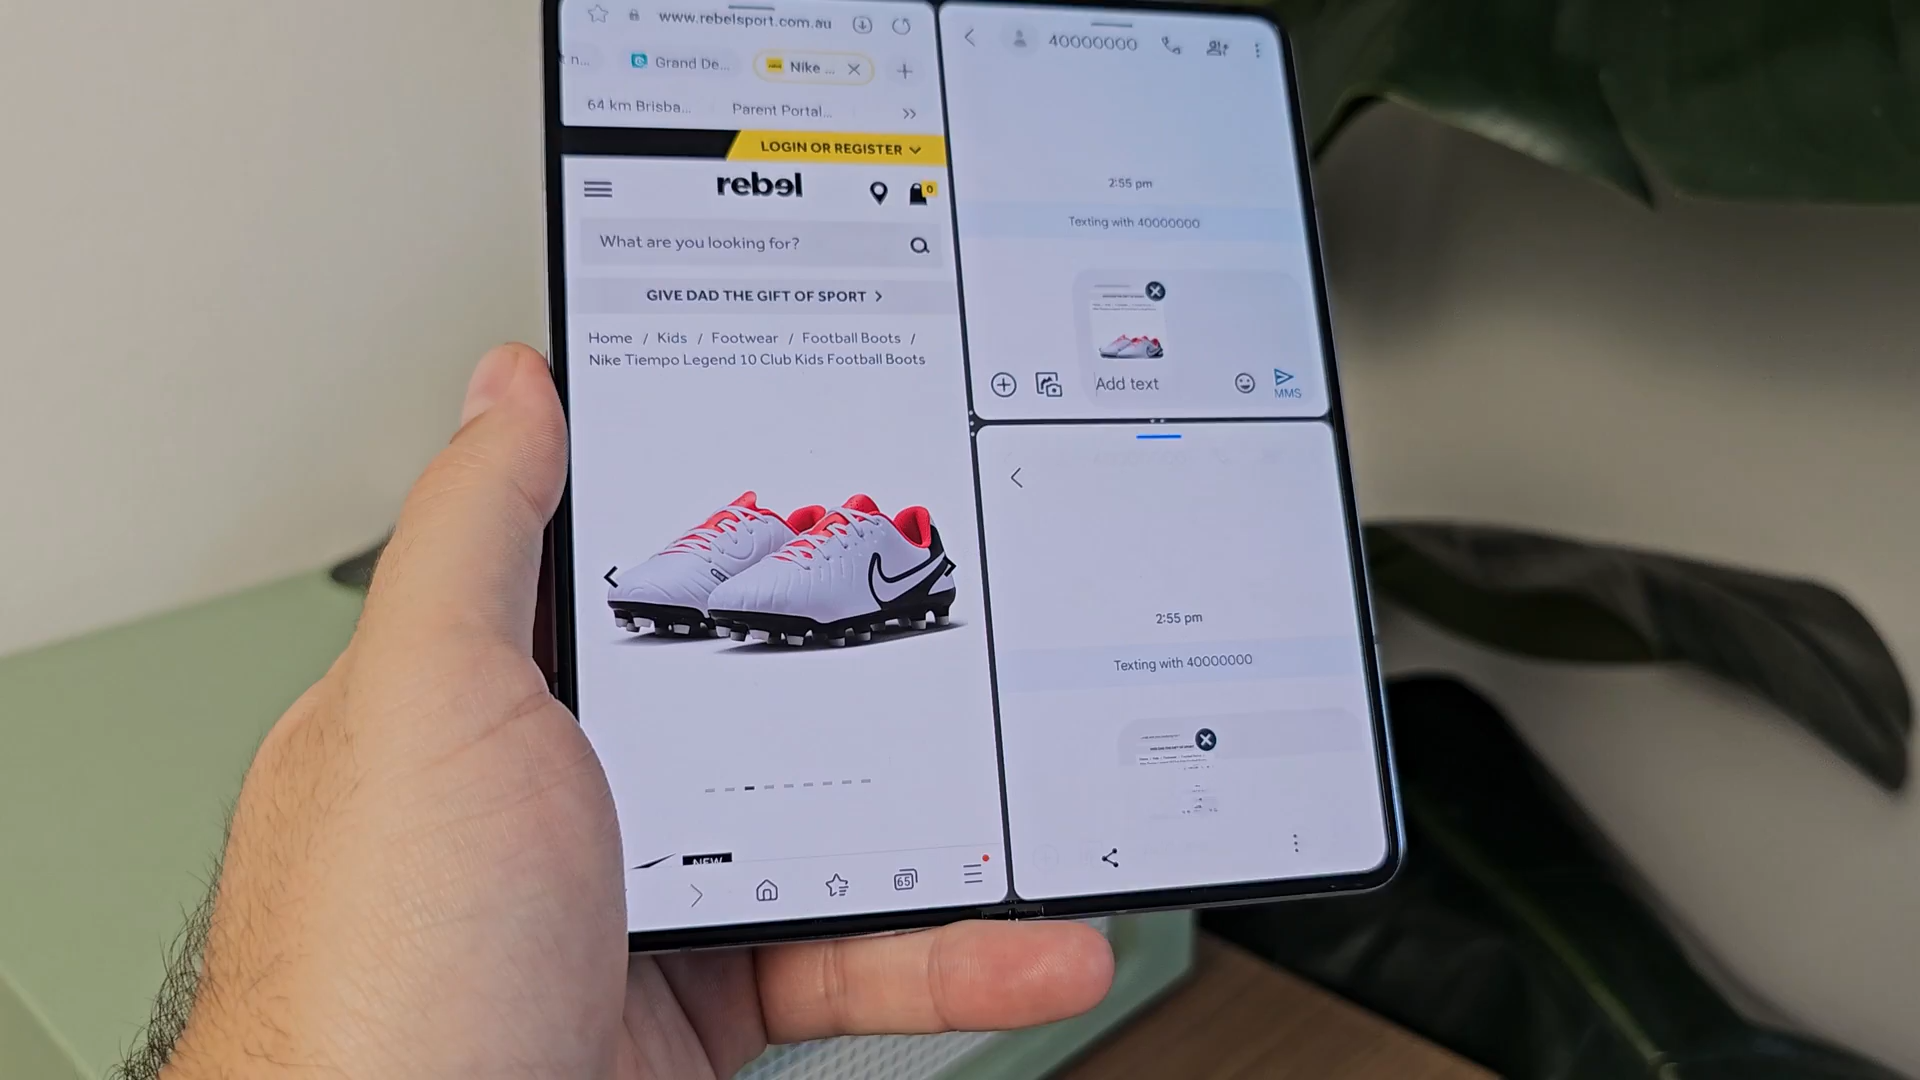 www.rebelsport.com.au
n...
Grand De...
Nike ...
64 km Brisba...
Parent Portal...
LOGIN OR REGISTER
rebel
0
What are you looking for?
GIVE DAD THE GIFT OF SPORT
Home / Kids / Footwear / Football Boots /
Nike Tiempo Legend 10 Club Kids Football Boots
NEW
65
40000000
2:55 pm
Texting with 40000000
Add text
MMS
2:55 pm
Texting with 40000000